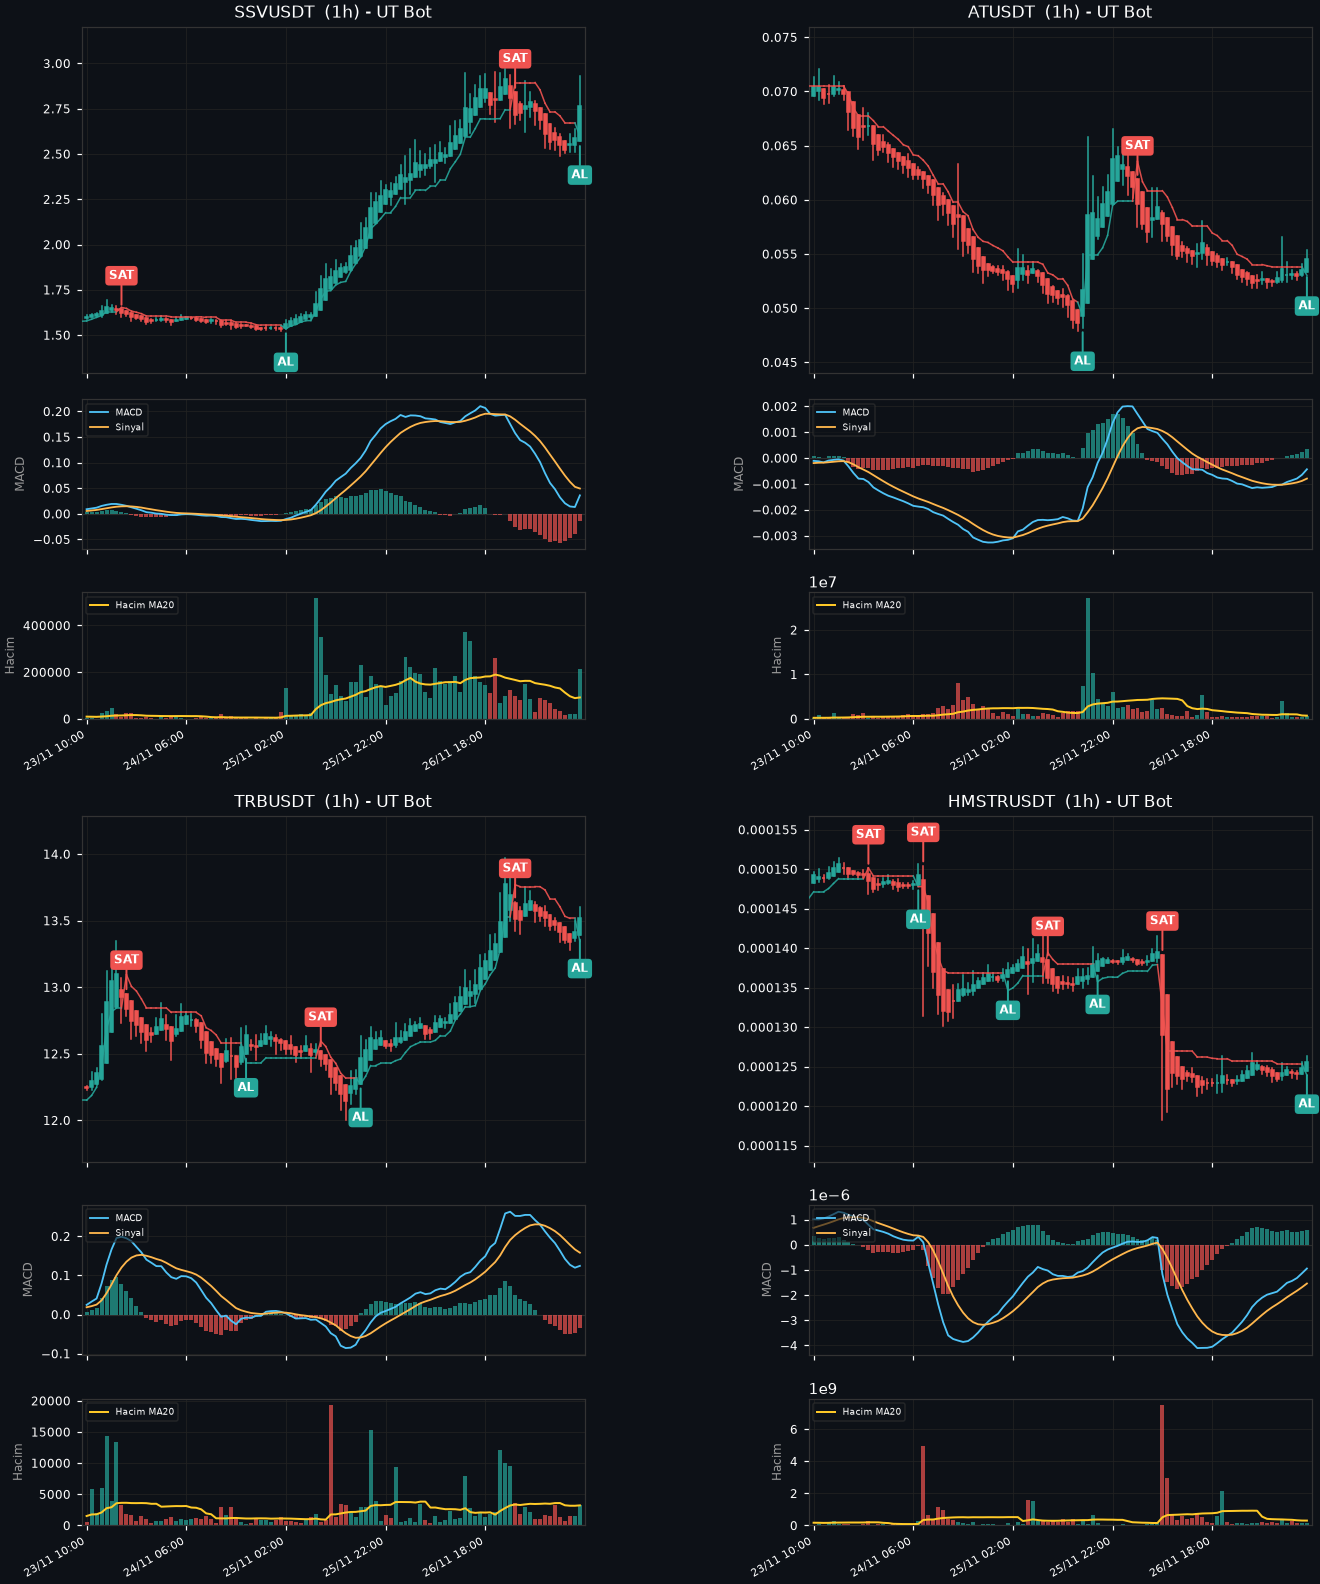 SSVUSDT (1h) - UT Bot
3.00
2.75
2.50
2.25
2.00
1.75
1.50
SAT
AL
SAT
AL
MACD
Sinyal
MACD
0.20
0.15
0.10
0.05
0.00
−0.05
Hacim MA20
Hacim
400000
200000
0
23/11 10:00
24/11 06:00
25/11 02:00
25/11 22:00
26/11 18:00
ATUSDT (1h) - UT Bot
0.075
0.070
0.065
0.060
0.055
0.050
0.045
AL
SAT
AL
MACD
Sinyal
MACD
0.002
0.001
0.000
−0.001
−0.002
−0.003
1e7
Hacim MA20
Hacim
2
1
0
23/11 10:00
24/11 06:00
25/11 02:00
25/11 22:00
26/11 18:00
TRBUSDT (1h) - UT Bot
14.0
13.5
13.0
12.5
12.0
SAT
AL
SAT
AL
SAT
AL
MACD
Sinyal
MACD
0.2
0.1
0.0
−0.1
Hacim MA20
Hacim
20000
15000
10000
5000
0
23/11 10:00
24/11 06:00
25/11 02:00
25/11 22:00
26/11 18:00
HMSTRUSDT (1h) - UT Bot
0.000155
0.000150
0.000145
0.000140
0.000135
0.000130
0.000125
0.000120
0.000115
SAT
AL
SAT
AL
SAT
AL
SAT
AL
1e−6
MACD
Sinyal
MACD
1
0
−1
−2
−3
−4
1e9
Hacim MA20
Hacim
6
4
2
0
23/11 10:00
24/11 06:00
25/11 02:00
25/11 22:00
26/11 18:00